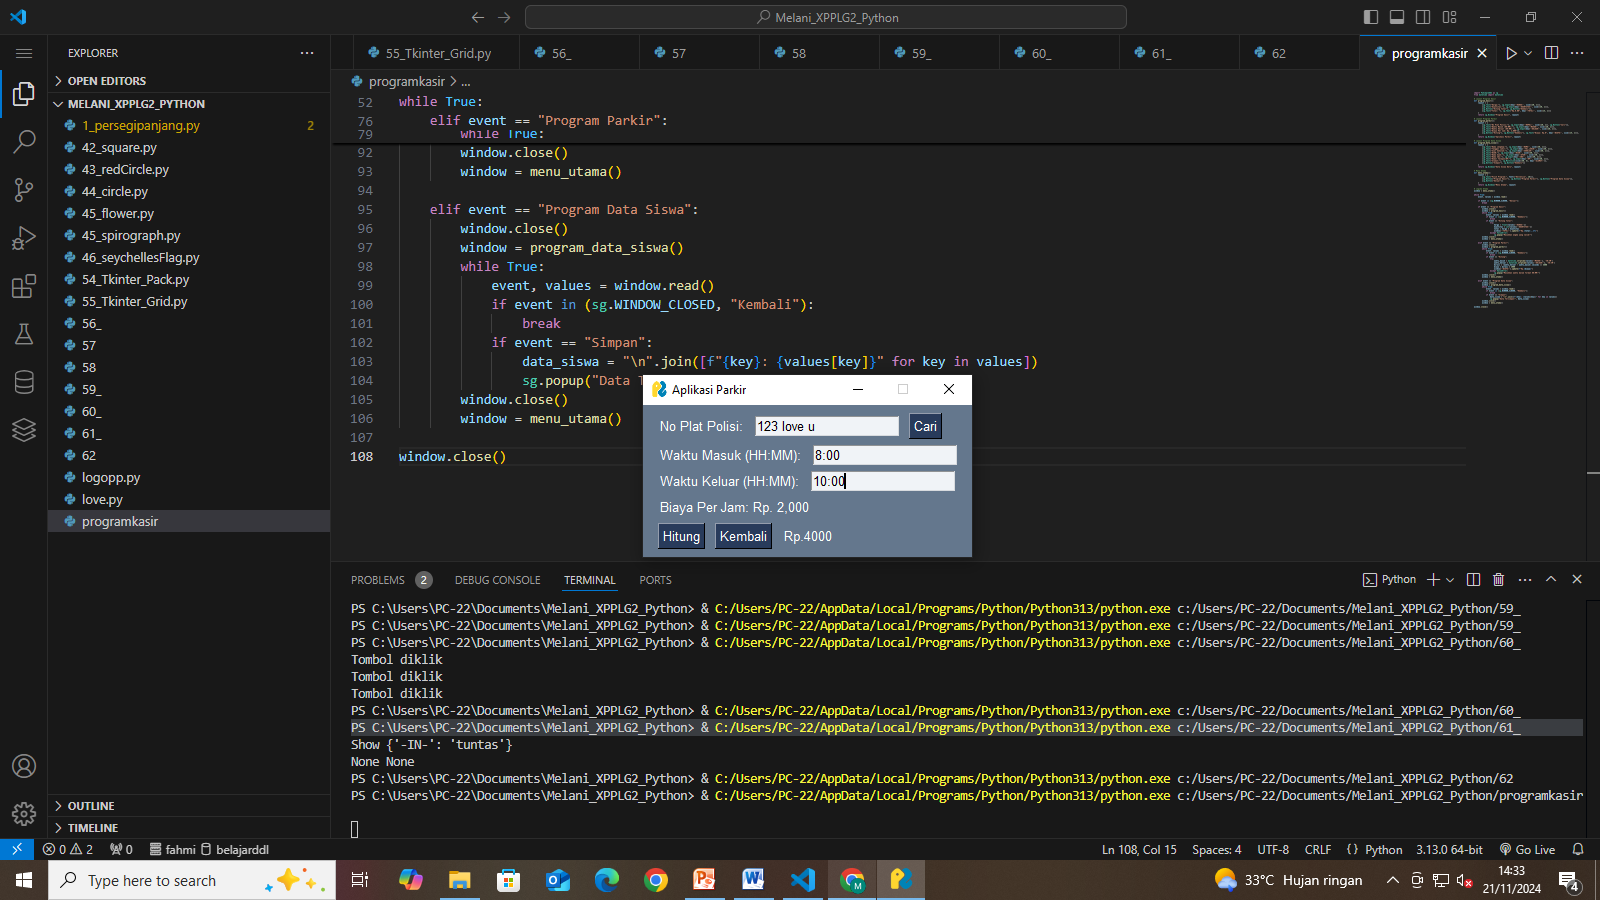 Melani_XPPLG2_Python
EXPLORER
OPEN EDITORS
MELANI_XPPLG2_PYTHON
1_persegipanjang.py 2
42_square.py
43_redCircle.py
44_circle.py
45_flower.py
45_spirograph.py
46_seychellesFlag.py
54_Tkinter_Pack.py
55_Tkinter_Grid.py
56_
57
58
59_
60_
61_
62
logopp.py
love.py
programkasir
OUTLINE
TIMELINE
55_Tkinter_Grid.py 56_ 57 58 59_ 60_ 61_ 62 programkasir
programkasir > ...
52 while True:
76 elif event == "Program Parkir":
79 while True:
92 window.close()
93 window = menu_utama()
94
95 elif event == "Program Data Siswa":
96 window.close()
97 window = program_data_siswa()
98 while True:
99 event, values = window.read()
100 if event in (sg.WINDOW_CLOSED, "Kembali"):
101 break
102 if event == "Simpan":
103 data_siswa = "\n".join([f"{key}: {values[key]}" for key in values])
104 sg.popup("Data
105 window.close()
106 window = menu_utama()
107
108 window.close()
Aplikasi Parkir
No Plat Polisi: 123 love u Cari
Waktu Masuk (HH:MM): 8:00
Waktu Keluar (HH:MM): 10:00
Biaya Per Jam: Rp. 2,000
Hitung Kembali Rp.4000
PROBLEMS 2 DEBUG CONSOLE TERMINAL PORTS Python
PS C:\Users\PC-22\Documents\Melani_XPPLG2_Python> & C:/Users/PC-22/AppData/Local/Programs/Python/Python313/python.exe c:/Users/PC-22/Documents/Melani_XPPLG2_Python/59_
PS C:\Users\PC-22\Documents\Melani_XPPLG2_Python> & C:/Users/PC-22/AppData/Local/Programs/Python/Python313/python.exe c:/Users/PC-22/Documents/Melani_XPPLG2_Python/59_
PS C:\Users\PC-22\Documents\Melani_XPPLG2_Python> & C:/Users/PC-22/AppData/Local/Programs/Python/Python313/python.exe c:/Users/PC-22/Documents/Melani_XPPLG2_Python/60_
Tombol diklik
Tombol diklik
Tombol diklik
PS C:\Users\PC-22\Documents\Melani_XPPLG2_Python> & C:/Users/PC-22/AppData/Local/Programs/Python/Python313/python.exe c:/Users/PC-22/Documents/Melani_XPPLG2_Python/60_
PS C:\Users\PC-22\Documents\Melani_XPPLG2_Python> & C:/Users/PC-22/AppData/Local/Programs/Python/Python313/python.exe c:/Users/PC-22/Documents/Melani_XPPLG2_Python/61_
Show {'-IN-': 'tuntas'}
None None
PS C:\Users\PC-22\Documents\Melani_XPPLG2_Python> & C:/Users/PC-22/AppData/Local/Programs/Python/Python313/python.exe c:/Users/PC-22/Documents/Melani_XPPLG2_Python/62
PS C:\Users\PC-22\Documents\Melani_XPPLG2_Python> & C:/Users/PC-22/AppData/Local/Programs/Python/Python313/python.exe c:/Users/PC-22/Documents/Melani_XPPLG2_Python/programkasir
0 2 0 fahmi belajarddl Ln 108, Col 15 Spaces: 4 UTF-8 CRLF {} Python 3.13.0 64-bit Go Live
Type here to search 33°C Hujan ringan 14:33
21/11/2024 4